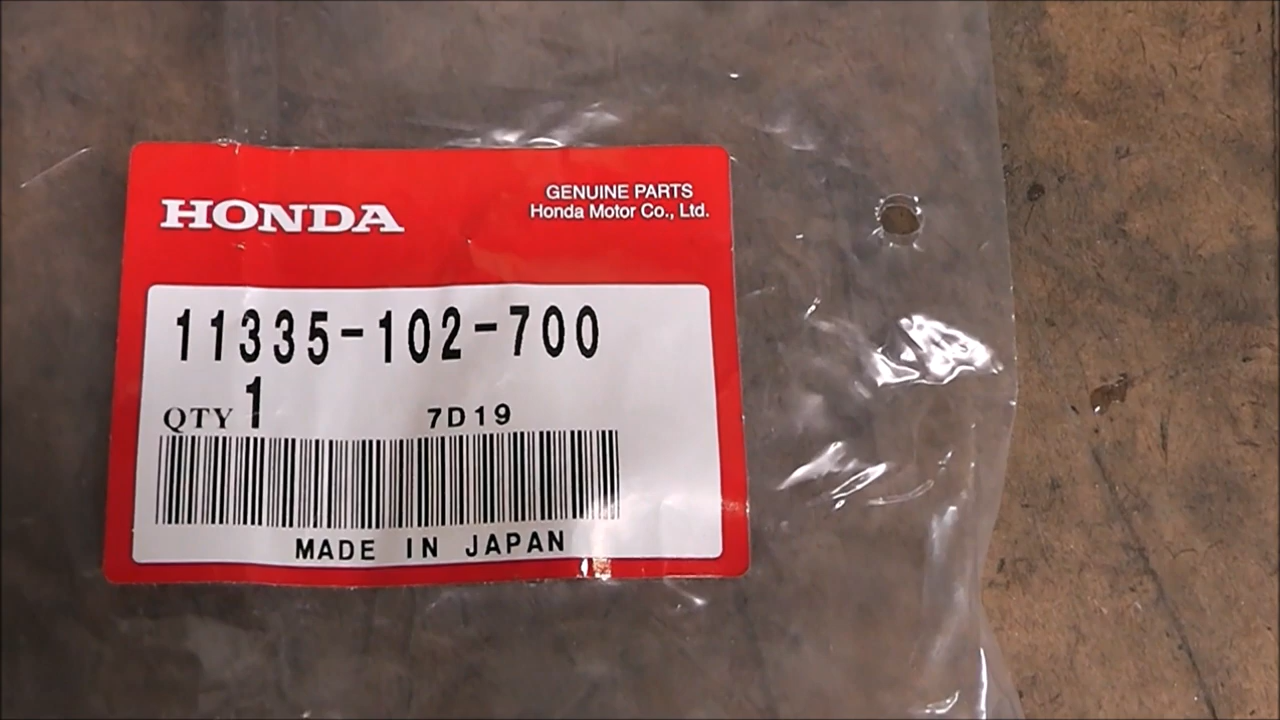 HONDA
GENUINE PARTS
Honda Motor Co., Ltd.
11335-102-700
QTY 1 7D19
MADE IN JAPAN